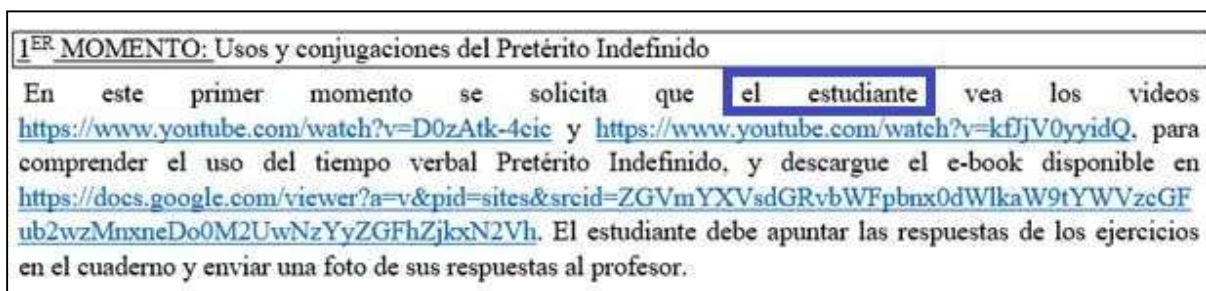 1ER MOMENTO: Usos y conjugaciones del Pretérito Indefinido
En este primer momento se solicita que el estudiante vea los videos
https://www.youtube.com/watch?v=D0zAtk-4cic y https://www.youtube.com/watch?v=kfJjV0yyidQ, para
comprender el uso del tiempo verbal Pretérito Indefinido, y descargue el e-book disponible en
https://docs.google.com/viewer?a=v&pid=sites&srcid=ZGVmYXVsdGRvbWFpbnx0dWlkaW9tYWVzcGF
ub2wzMnxneDo0M2UwNzYyZGFhZjkxN2Vh. El estudiante debe apuntar las respuestas de los ejercicios
en el cuaderno y enviar una foto de sus respuestas al profesor.